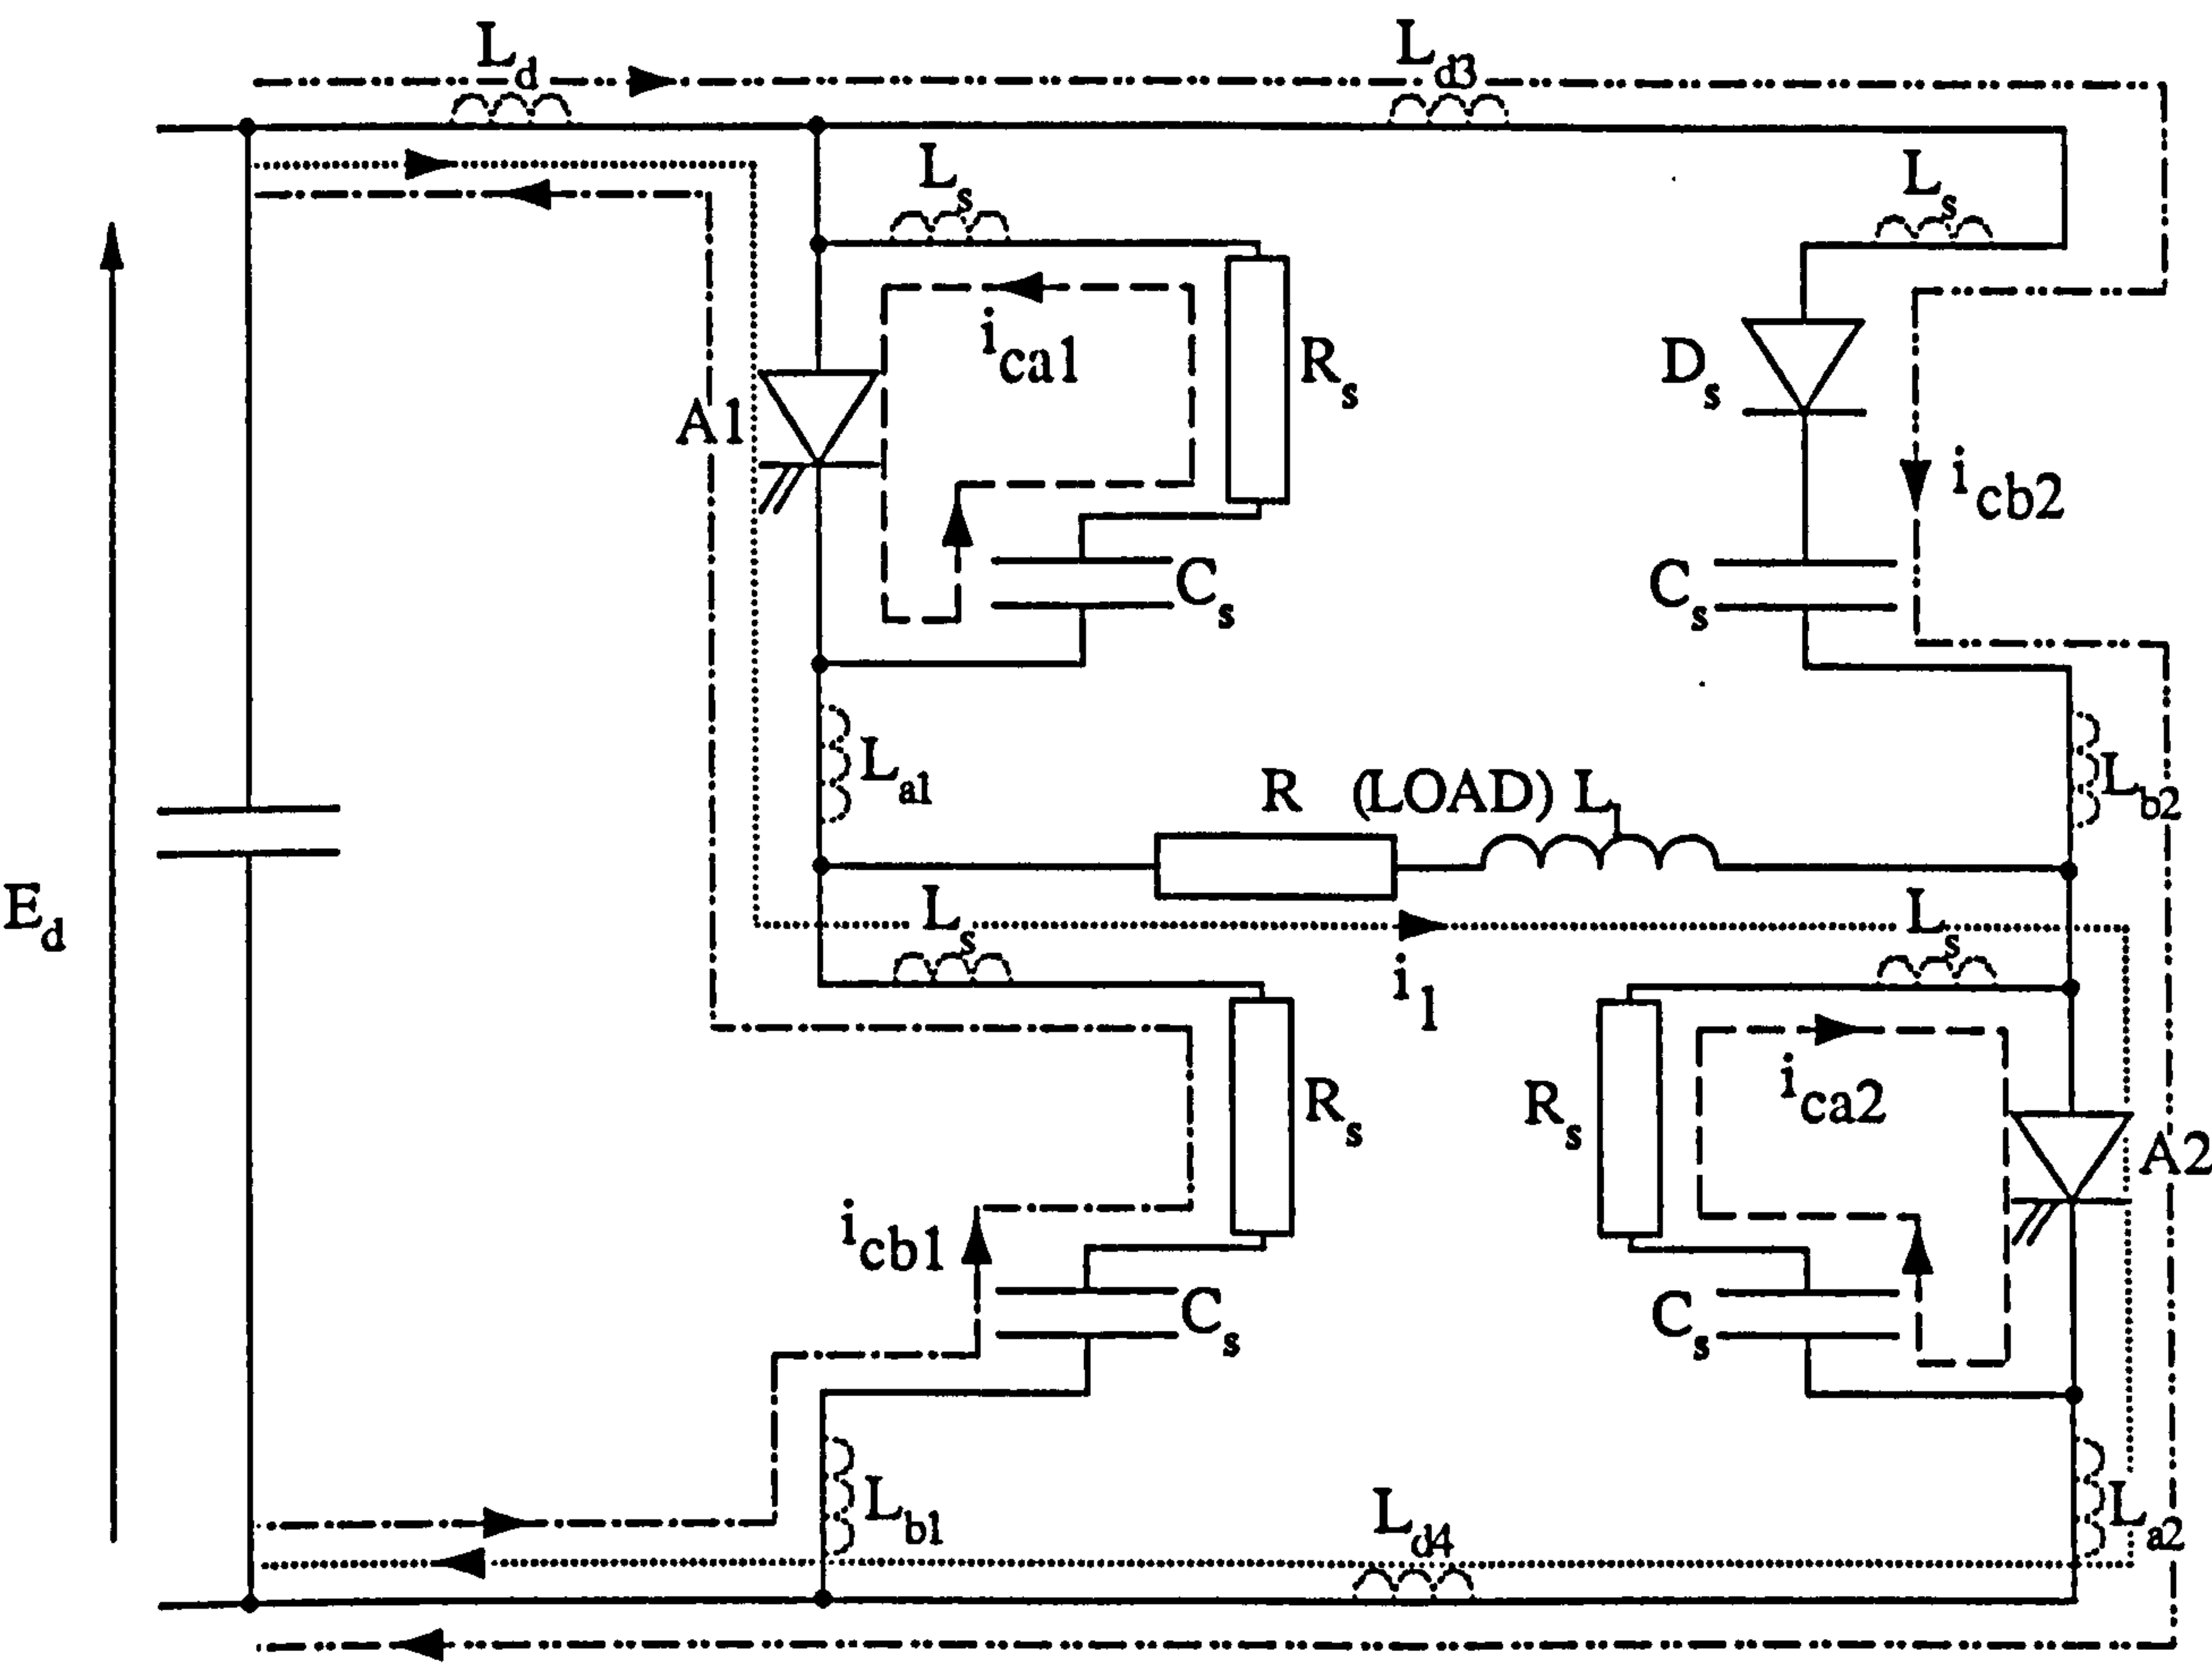 L_d
L_d3
L_s
L_s
i_ca1
R_s
D_s
A1
i_cb2
C_s
C_s
L_a1
L_b2
R (LOAD) L
E_d
L_s
L_s
i_1
R_s
R_s
i_ca2
A2
i_cb1
C_s
C_s
L_b1
L_d4
L_a2